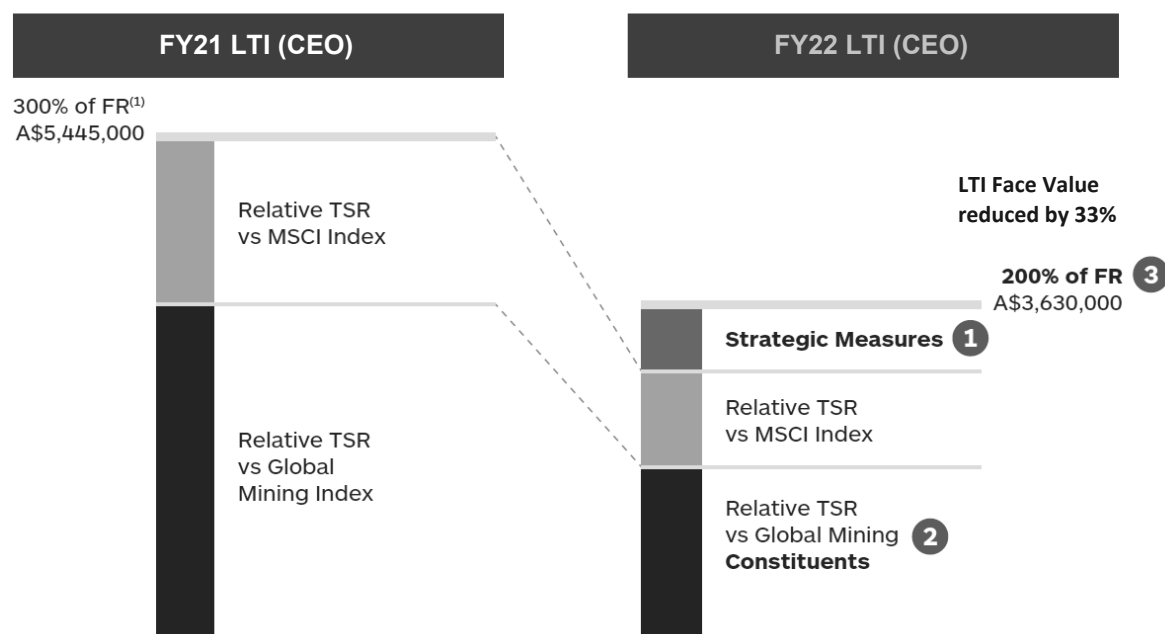 FY21 LTI (CEO)
300% of FR(1)
A$5,445,000
Relative TSR
vs MSCI Index
Relative TSR
vs Global
Mining Index
FY22 LTI (CEO)
LTI Face Value
reduced by 33%
200% of FR 3
A$3,630,000
Strategic Measures 1
Relative TSR
vs MSCI Index
Relative TSR
vs Global Mining 2
Constituents